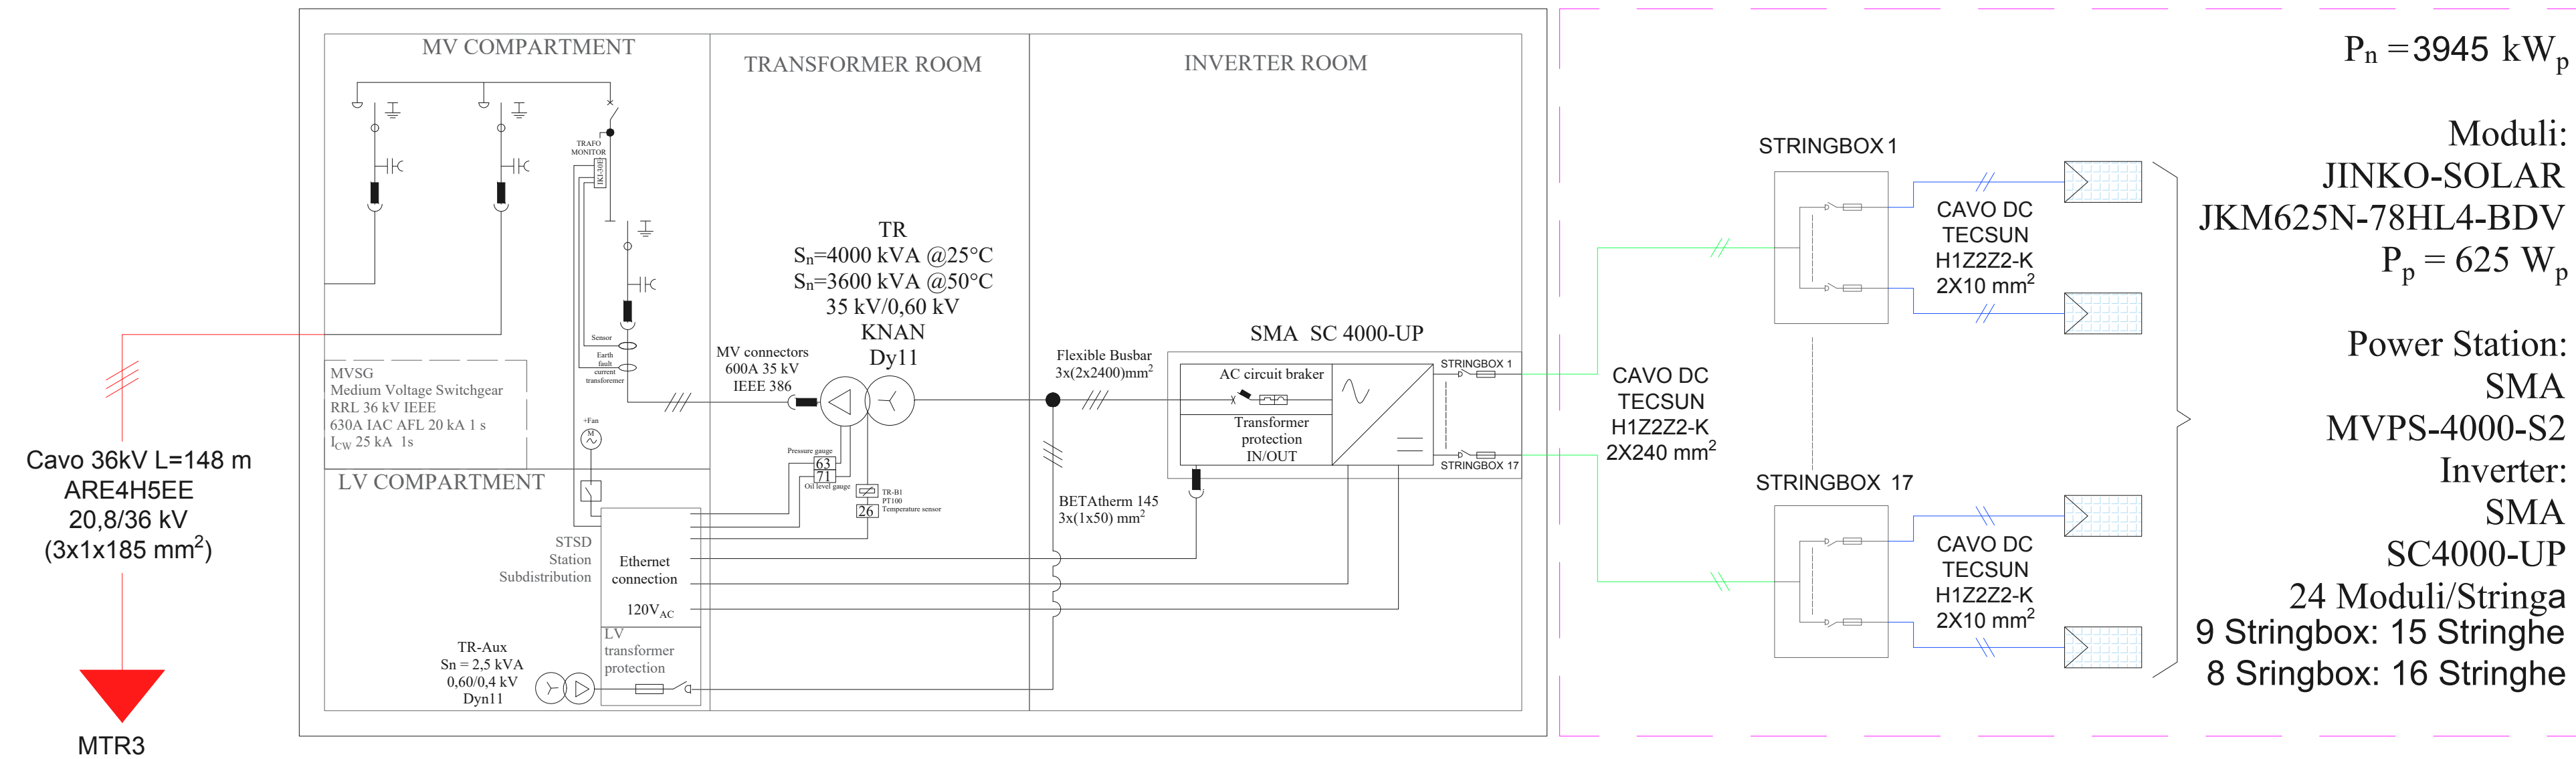 MV COMPARTMENT
TRANSFORMER ROOM
INVERTER ROOM
TRAFO
MONITOR
IKI-30E
Sensor
Earth
fault
current
transforemer
MVSG
Medium Voltage Switchgear
RRL 36 kV IEEE
630A IAC AFL 20 kA 1 s
I_CW 25 kA 1s
+Fan
M
LV COMPARTMENT
STSD
Station
Subdistribution
Ethernet
connection
120V_AC
LV
transformer
protection
TR-Aux
Sn = 2,5 kVA
0,60/0,4 kV
Dyn11
Cavo 36kV L=148 m
ARE4H5EE
20,8/36 kV
(3x1x185 mm²)
MTR3
TR
Sₙ=4000 kVA @25°C
Sₙ=3600 kVA @50°C
35 kV/0,60 kV
KNAN
Dy11
MV connectors
600A 35 kV
IEEE 386
Pressure gauge
63
71
Oil level gauge
TR-B1
PT100
Temperature sensor
26
Flexible Busbar
3x(2x2400)mm²
BETAtherm 145
3x(1x50) mm²
SMA SC 4000-UP
AC circuit braker
Transformer
protection
IN/OUT
STRINGBOX 1
STRINGBOX 17
CAVO DC
TECSUN
H1Z2Z2-K
2X240 mm²
STRINGBOX 1
CAVO DC
TECSUN
H1Z2Z2-K
2X10 mm²
STRINGBOX 17
CAVO DC
TECSUN
H1Z2Z2-K
2X10 mm²
Pₙ =3945 kWₚ
Moduli:
JINKO-SOLAR
JKM625N-78HL4-BDV
Pₚ = 625 Wₚ
Power Station:
SMA
MVPS-4000-S2
Inverter:
SMA
SC4000-UP
24 Moduli/Stringa
9 Stringbox: 15 Stringhe
8 Sringbox: 16 Stringhe